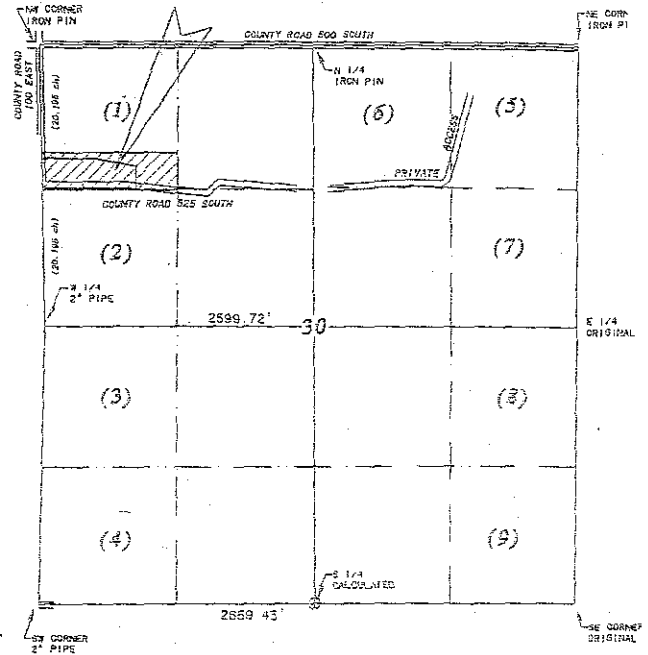 NW CORNER
IRON PIN
COUNTY ROAD 500 SOUTH
NE CORN
IRON PI
COUNTY ROAD
100 EAST
N 1/4
IRON PIN
(20.196 ch)
(1)
(6)
(5)
ACCESS
PRIVATE
COUNTY ROAD 525 SOUTH
(20.196 ch)
(2)
(7)
W 1/4
2" PIPE
2599.72'
30
E 1/4
ORIGINAL
(3)
(8)
(4)
(9)
S 1/4
CALCULATED
2659.45'
SW CORNER
2" PIPE
SE CORNER
ORIGINAL